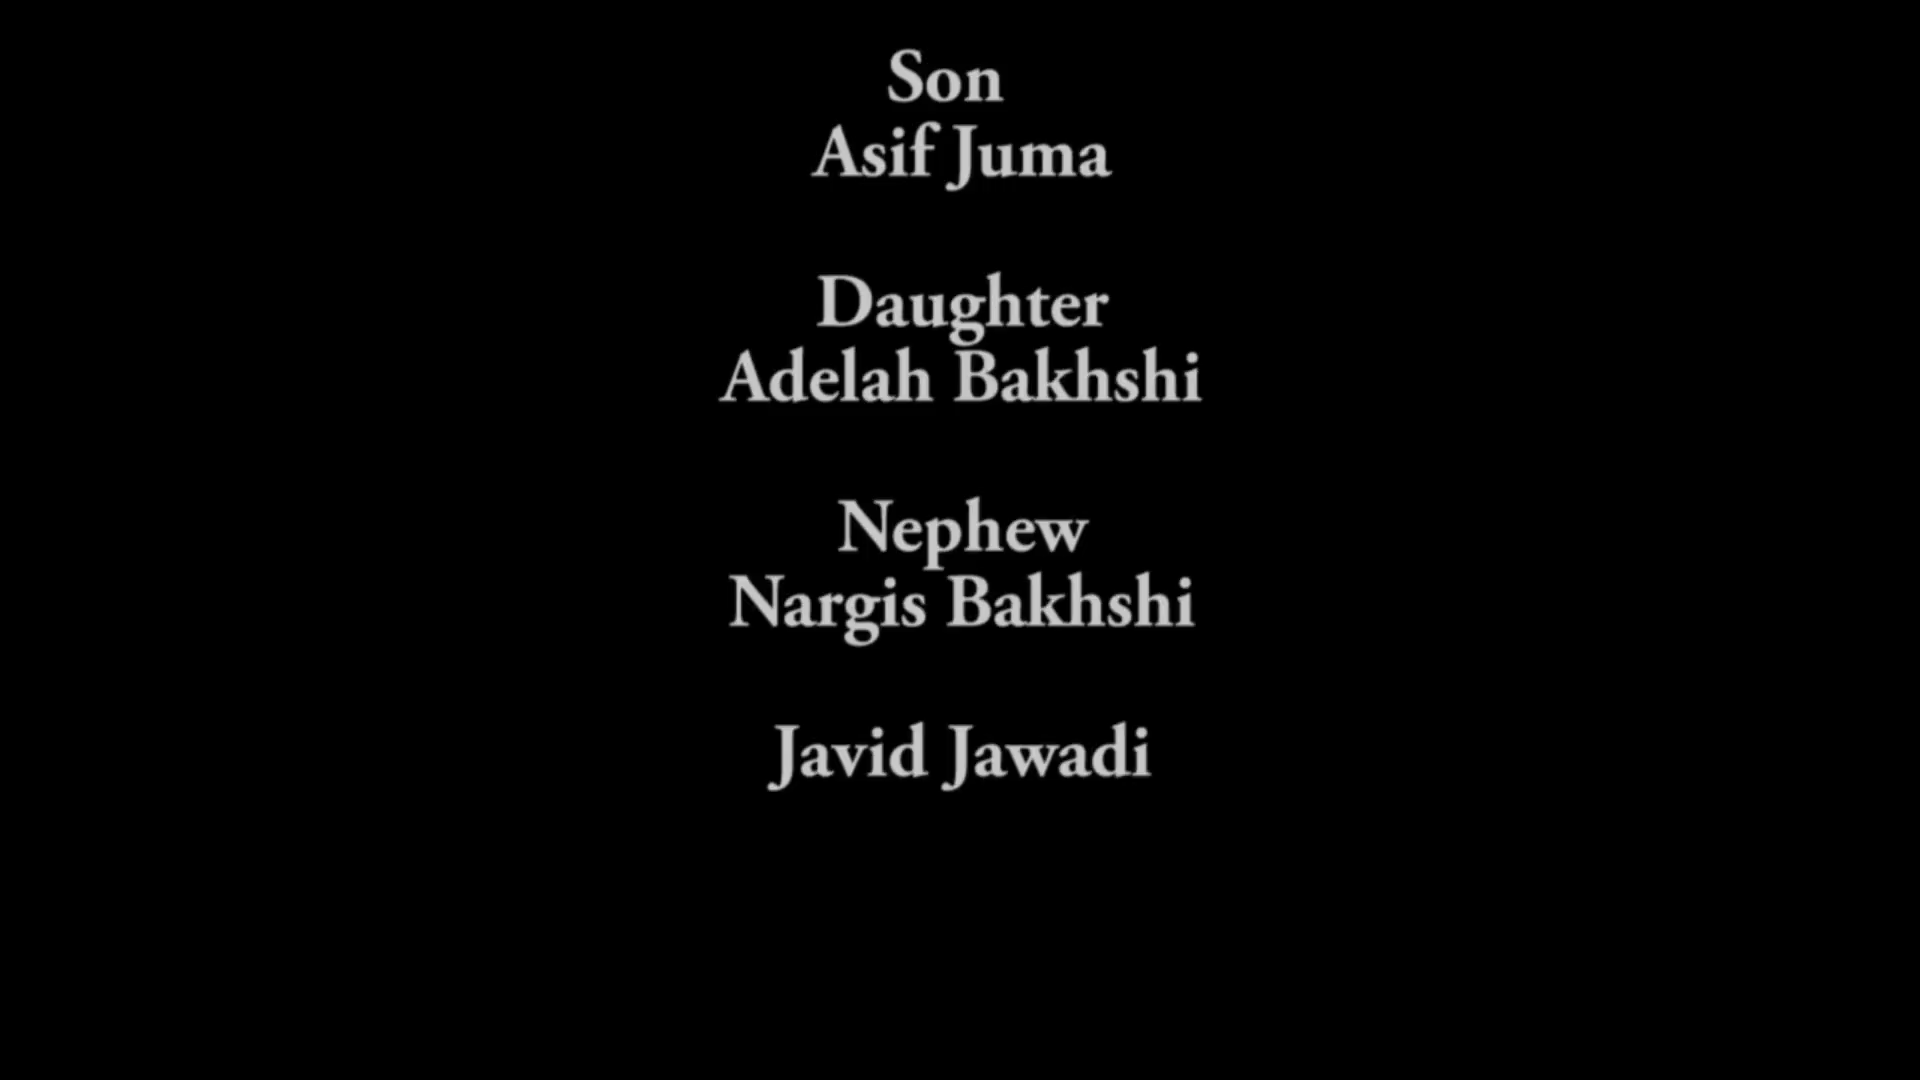 Son
Asif Juma
Daughter
Adelah Bakhshi
Nephew
Nargis Bakhshi
Javid Jawadi